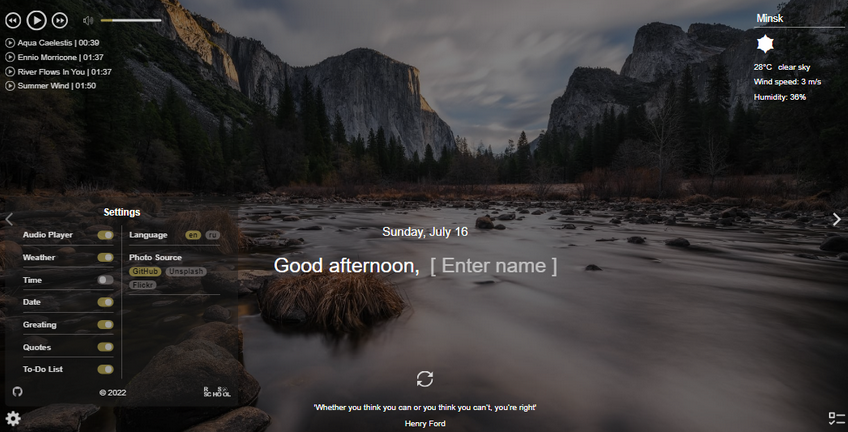 Aqua Caelestis | 00:39
Ennio Morricone | 01:37
River Flows In You | 01:37
Summer Wind | 01:50
Minsk
28°C clear sky
Wind speed: 3 m/s
Humidity: 36%
Settings
Audio Player
Weather
Time
Date
Greating
Quotes
To-Do List
Language en ru
Photo Source
GitHub Unsplash
Flickr
© 2022
RS
SCHOOL
Sunday, July 16
Good afternoon, [ Enter name ]
'Whether you think you can or you think you can't, you're right'
Henry Ford